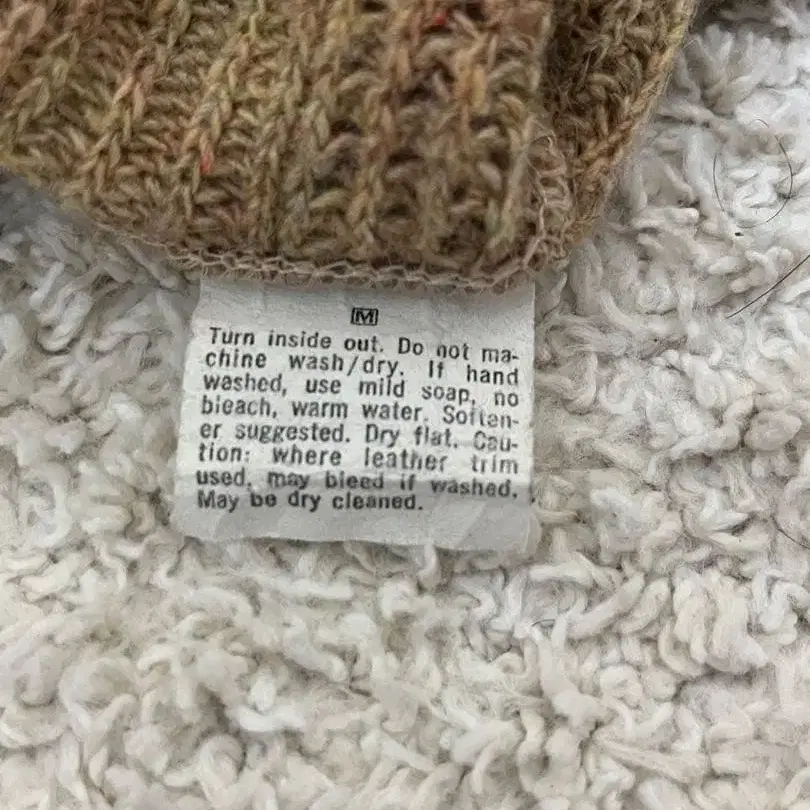 M
Turn inside out. Do not ma-
chine wash/dry. If hand
washed, use mild soap, no
bleach, warm water. Soften-
er suggested. Dry flat. Cau-
tion: where leather trim
used, may bleed if washed.
May be dry cleaned.